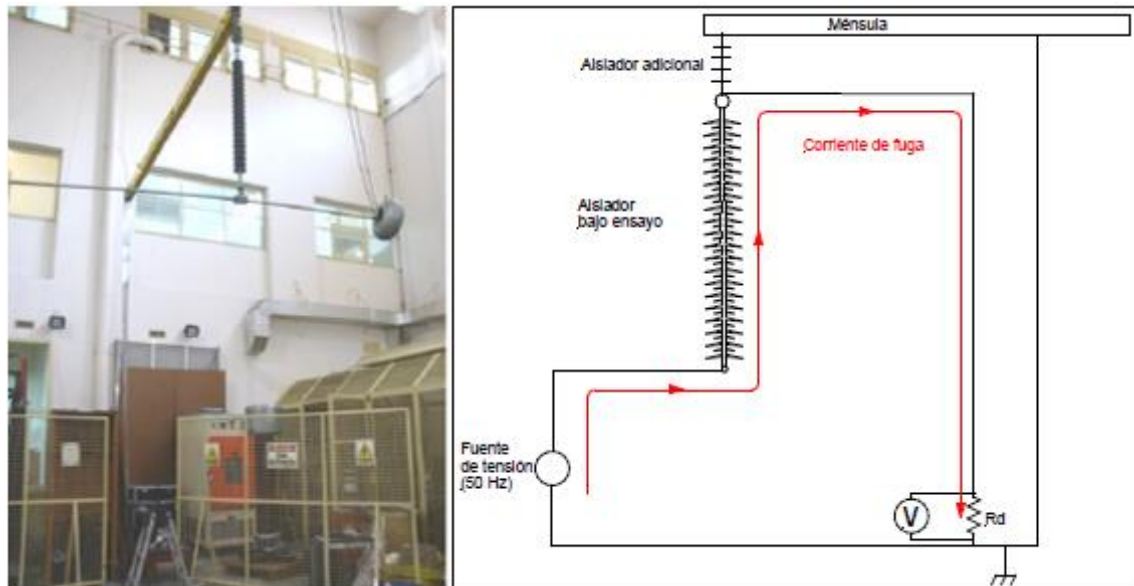 Ménsula
Aislador adicional
Corriente de fuga
Aislador
bajo ensayo
Fuente
de tensión
(50 Hz)
V
Rd